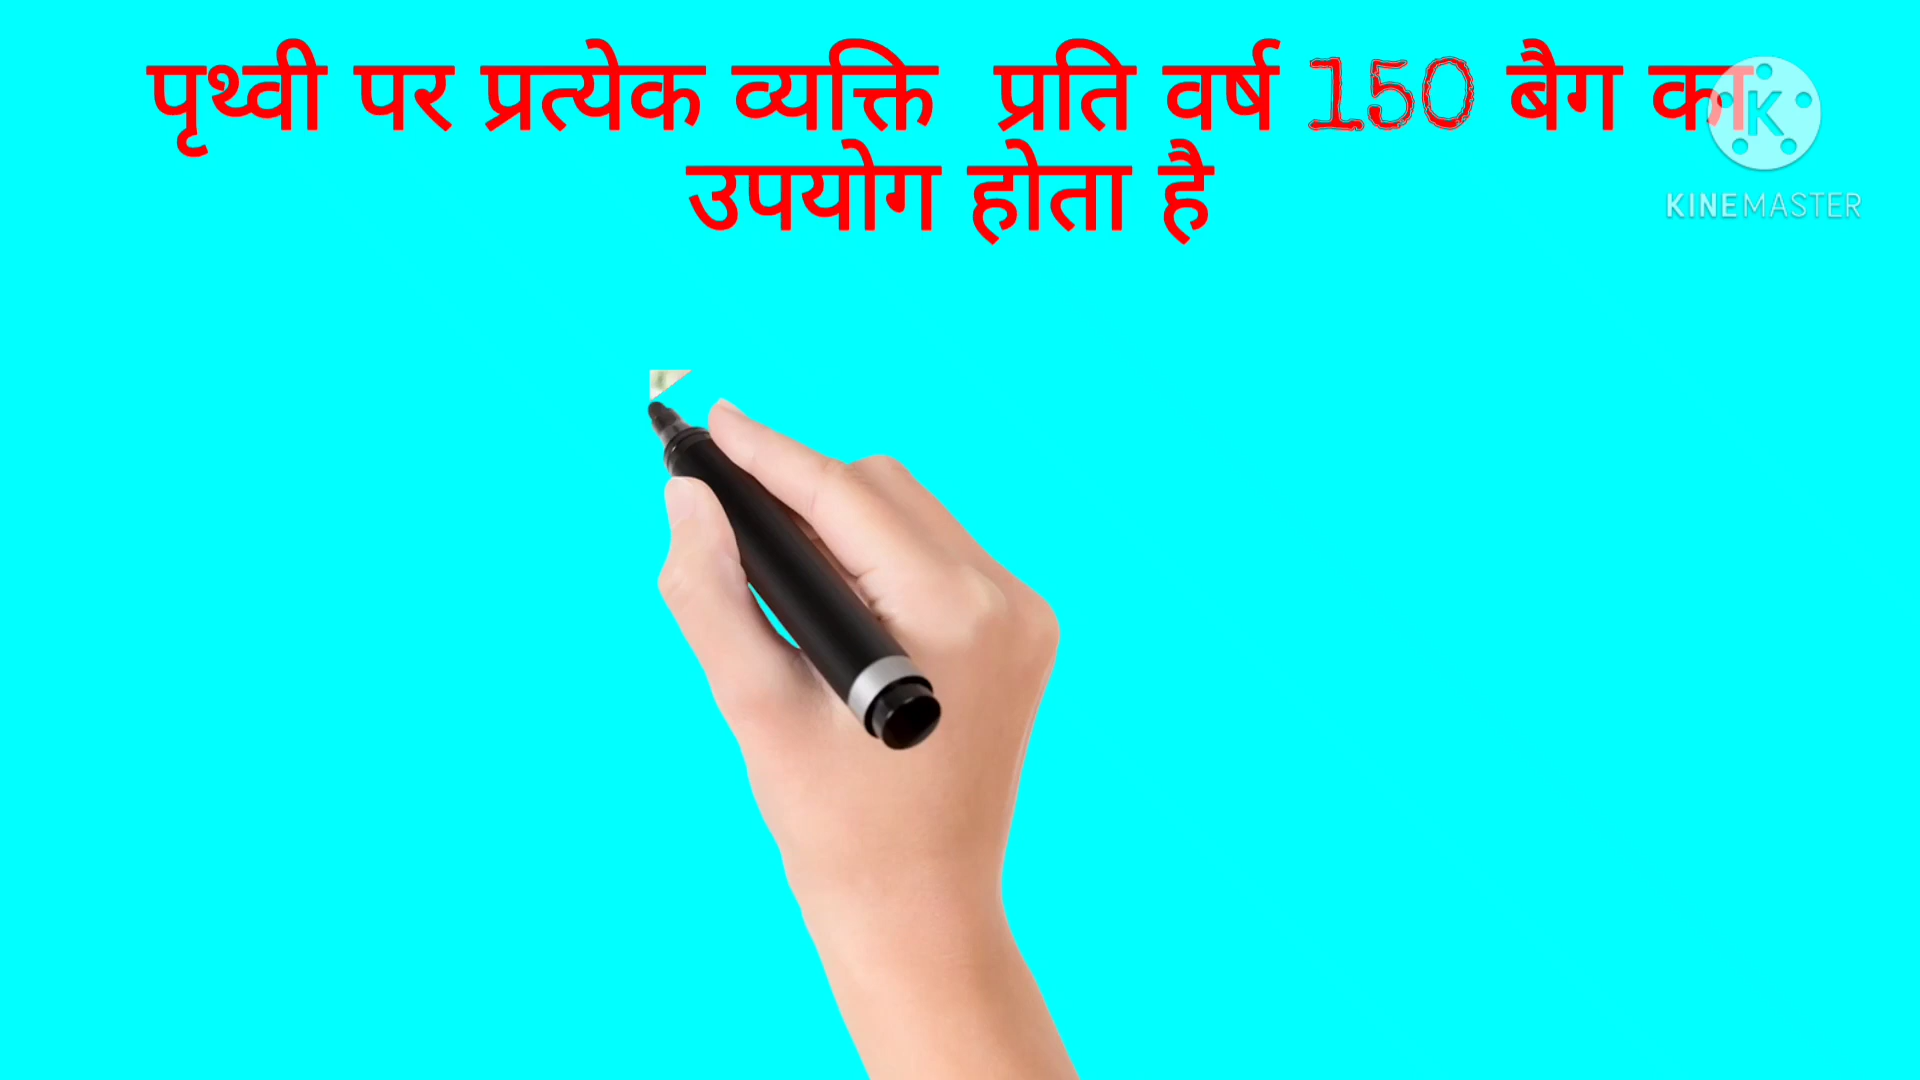 पृथ्वी पर प्रत्येक व्यक्ति प्रति वर्ष 150 बैग का
उपयोग होता है
K
KINEMASTER